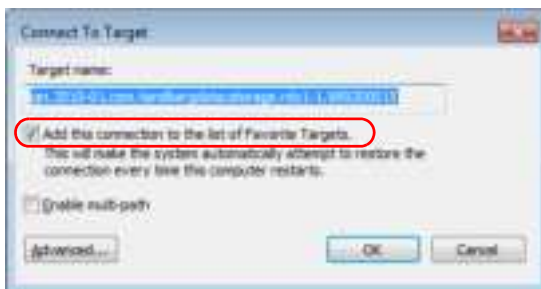 Connect To Target
Target name:
Add this connection to the list of Favorite Targets.
This will make the system automatically attempt to restore the
connection every time this computer restarts.
Enable multi-path
Advanced...
OK
Cancel